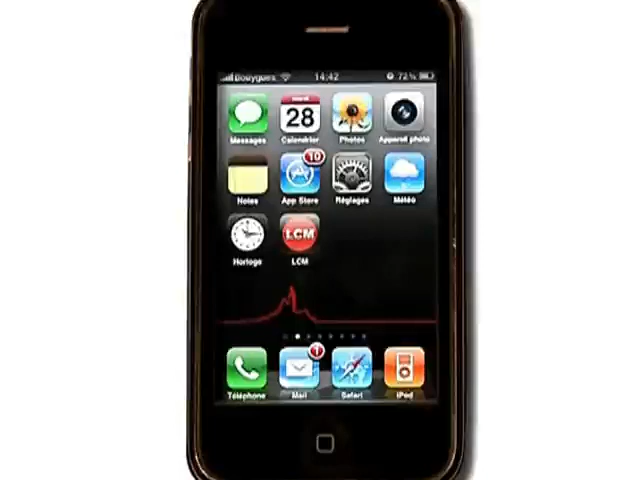 Bouygues 14:42 72%
28
Messages Calendrier Photos Appareil photo
10
Notes App Store Réglages Météo
LCM
Horloge LCM
1
Téléphone Mail Safari iPod